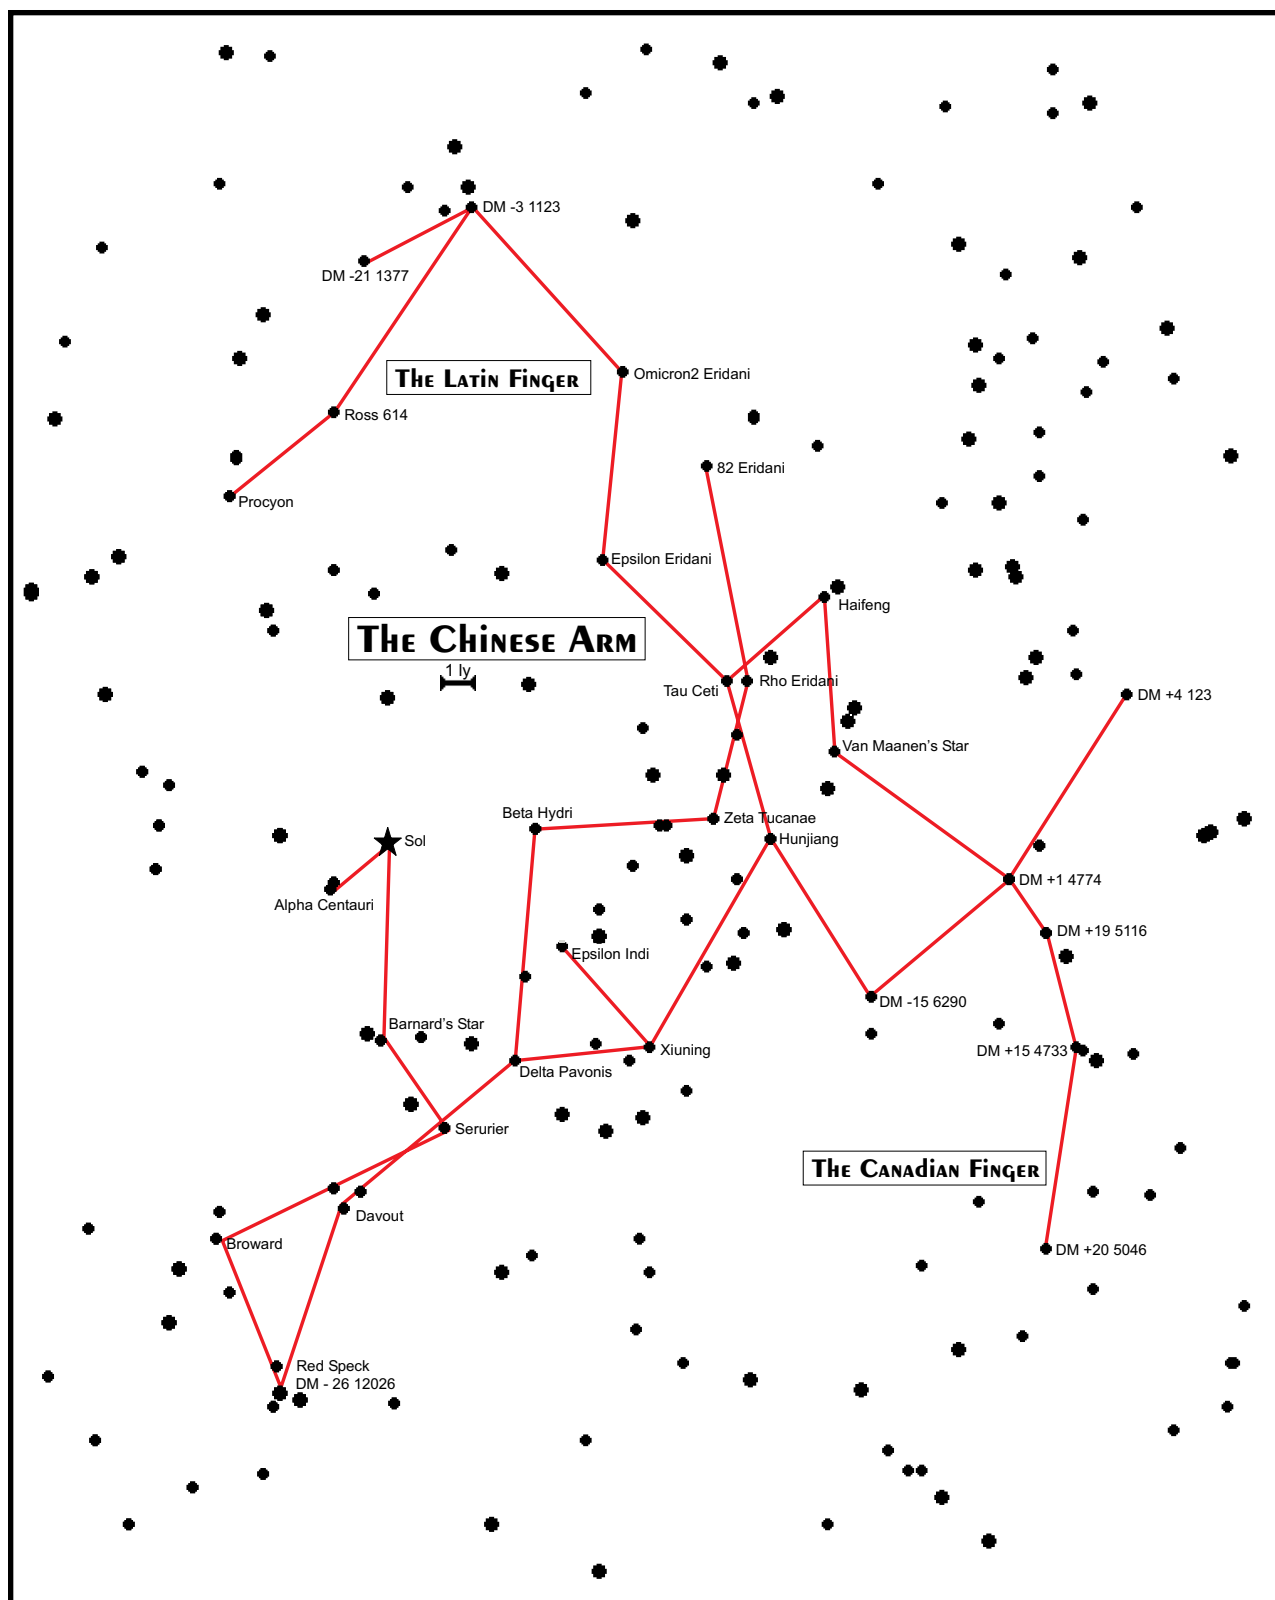 DM -3 1123
DM -21 1377
The Latin Finger
Omicron2 Eridani
Ross 614
82 Eridani
Procyon
Epsilon Eridani
Haifeng
The Chinese Arm
1 ly
Tau Ceti
Rho Eridani
DM +4 123
Van Maanen's Star
Beta Hydri
Zeta Tucanae
Sol
Hunjiang
DM +1 4774
Alpha Centauri
DM +19 5116
Epsilon Indi
DM -15 6290
Barnard's Star
Xiuning
DM +15 4733
Delta Pavonis
Serurier
The Canadian Finger
Davout
Broward
DM +20 5046
Red Speck
DM - 26 12026